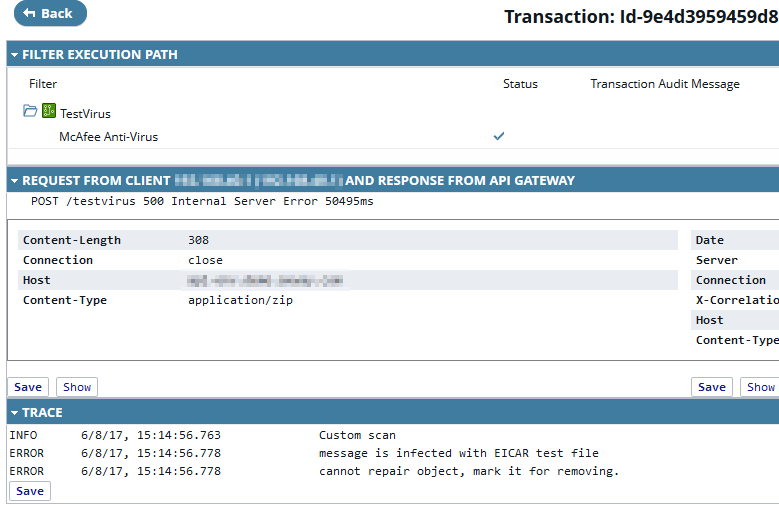 Back
Transaction: Id-9e4d3959459d8
FILTER EXECUTION PATH
Filter Status Transaction Audit Message
TestVirus
McAfee Anti-Virus
REQUEST FROM CLIENT AND RESPONSE FROM API GATEWAY
POST /testvirus 500 Internal Server Error 50495ms
Content-Length 308 Date
Connection close Server
Host Connection
Content-Type application/zip X-Correlatio
Host
Content-Type
Save Show Save Show
TRACE
INFO 6/8/17, 15:14:56.763 Custom scan
ERROR 6/8/17, 15:14:56.778 message is infected with EICAR test file
ERROR 6/8/17, 15:14:56.778 cannot repair object, mark it for removing.
Save